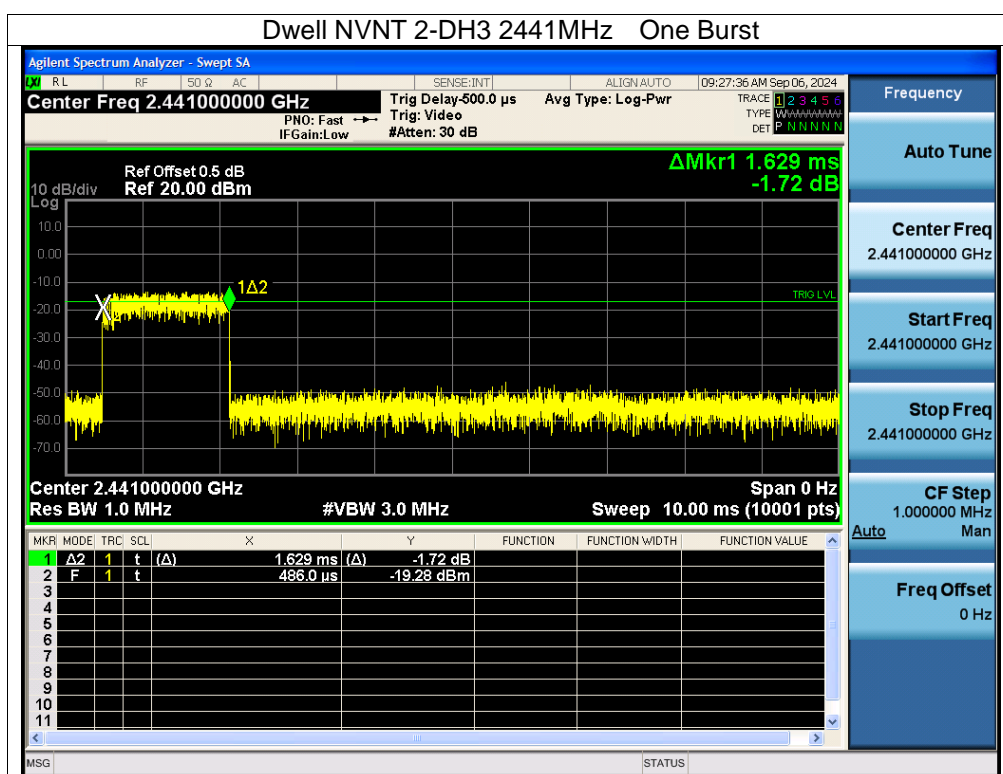 Dwell NVNT 2-DH3 2441MHz One Burst
Agilent Spectrum Analyzer - Swept SA
LXI RL RF 50 Ω AC SENSE:INT ALIGN AUTO 09:27:36 AM Sep 06, 2024
Center Freq 2.441000000 GHz
PNO: Fast
IFGain:Low
Trig Delay-500.0 µs
Trig: Video
#Atten: 30 dB
Avg Type: Log-Pwr
TRACE 1 2 3 4 5 6
TYPE WWWWWW
DET P N N N N N
ΔMkr1 1.629 ms
-1.72 dB
Ref Offset 0.5 dB
10 dB/div Ref 20.00 dBm
Log
10.0
0.00
-10.0
-20.0
-30.0
-40.0
-50.0
-60.0
-70.0
1Δ2
TRIG LVL
Center 2.441000000 GHz Span 0 Hz
Res BW 1.0 MHz #VBW 3.0 MHz Sweep 10.00 ms (10001 pts)
MKR MODE TRC SCL X Y FUNCTION FUNCTION WIDTH FUNCTION VALUE
1 Δ2 1 t (Δ) 1.629 ms (Δ) -1.72 dB
2 F 1 t 486.0 µs -19.28 dBm
3
4
5
6
7
8
9
10
11
MSG STATUS
Frequency
Auto Tune
Center Freq
2.441000000 GHz
Start Freq
2.441000000 GHz
Stop Freq
2.441000000 GHz
CF Step
1.000000 MHz
Auto Man
Freq Offset
0 Hz